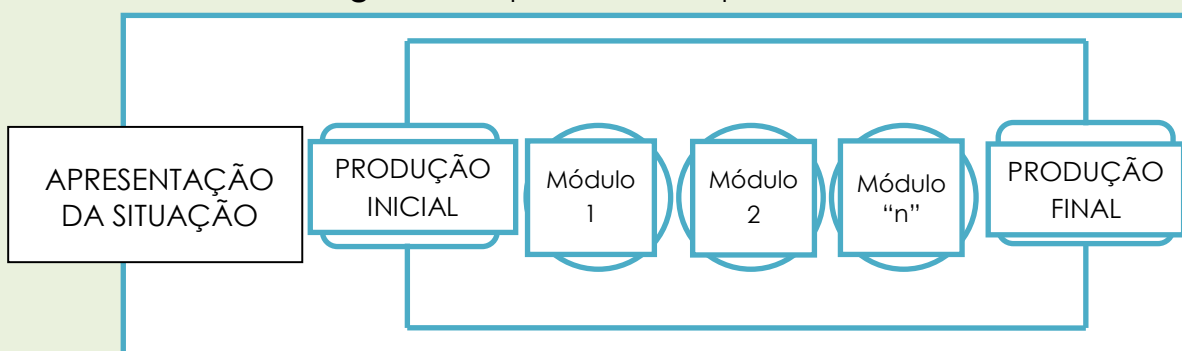 APRESENTAÇÃO
DA SITUAÇÃO
PRODUÇÃO
INICIAL
Módulo
1
Módulo
2
Módulo
“n”
PRODUÇÃO
FINAL